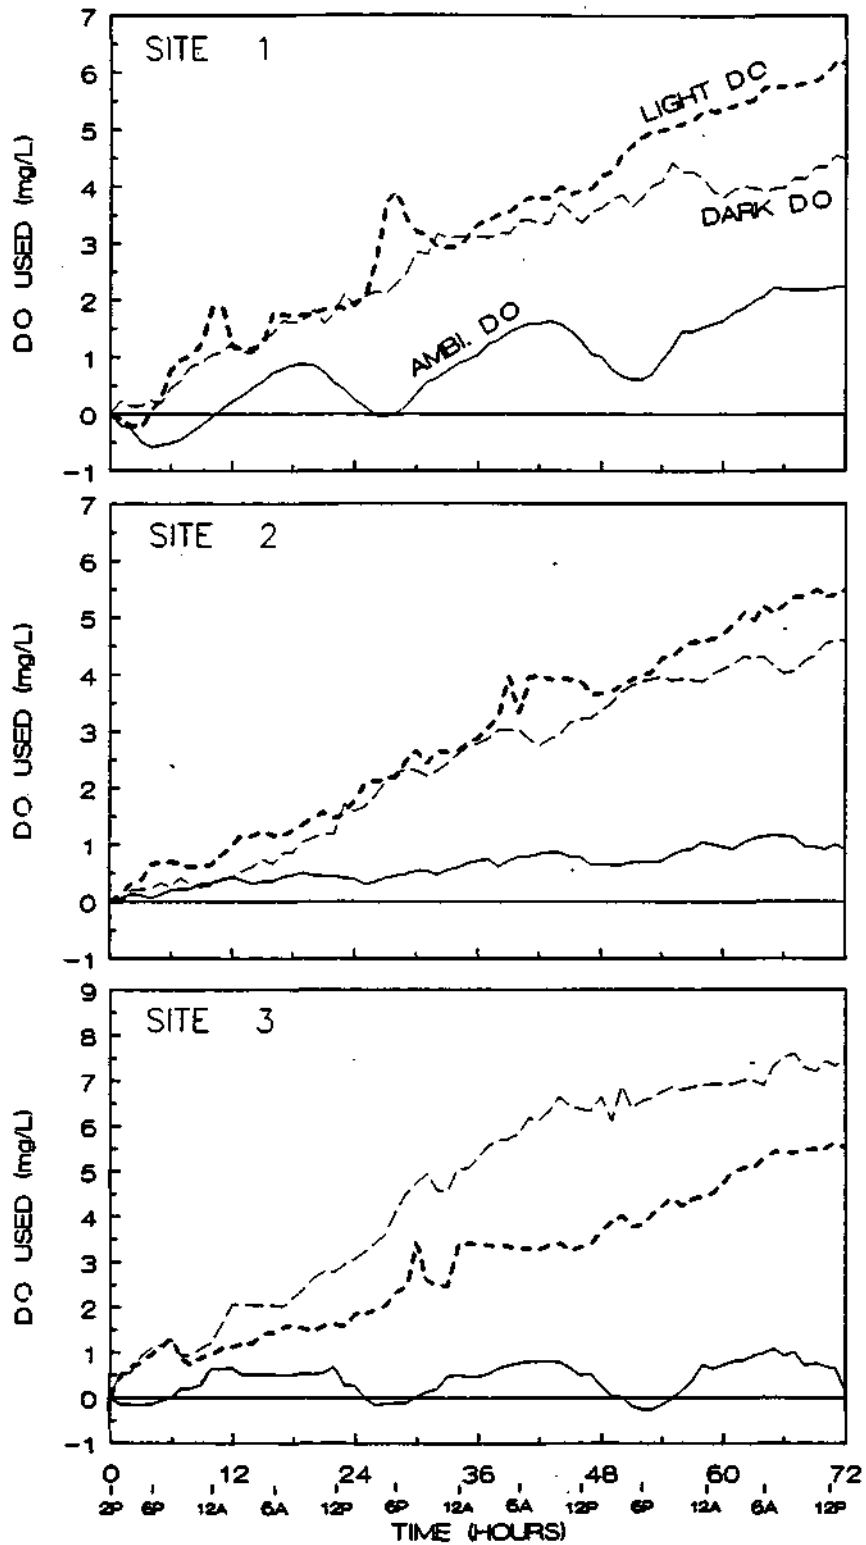 SITE 1
7
6
5
4
3
2
1
0
-1
DO USED (mg/L)
LIGHT DO
DARK DO
AMBI. DO
SITE 2
7
6
5
4
3
2
1
0
-1
DO. USED (mg/L)
SITE 3
9
8
7
6
5
4
3
2
1
0
-1
DO USED (mg/L)
0 12 24 36 48 60 72
2P 6P 12A 6A 12P 6P 12A 6A 12P 6P 12A 6A 12P
TIME (HOURS)